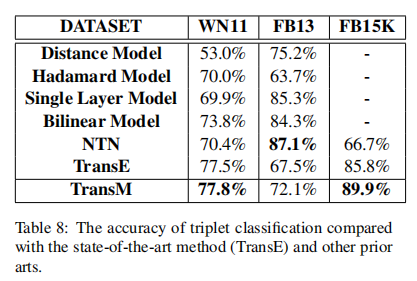 DATASET WN11 FB13 FB15K
Distance Model 53.0% 75.2% -
Hadamard Model 70.0% 63.7% -
Single Layer Model 69.9% 85.3% -
Bilinear Model 73.8% 84.3% -
NTN 70.4% 87.1% 66.7%
TransE 77.5% 67.5% 85.8%
TransM 77.8% 72.1% 89.9%
Table 8: The accuracy of triplet classification compared
with the state-of-the-art method (TransE) and other prior
arts.